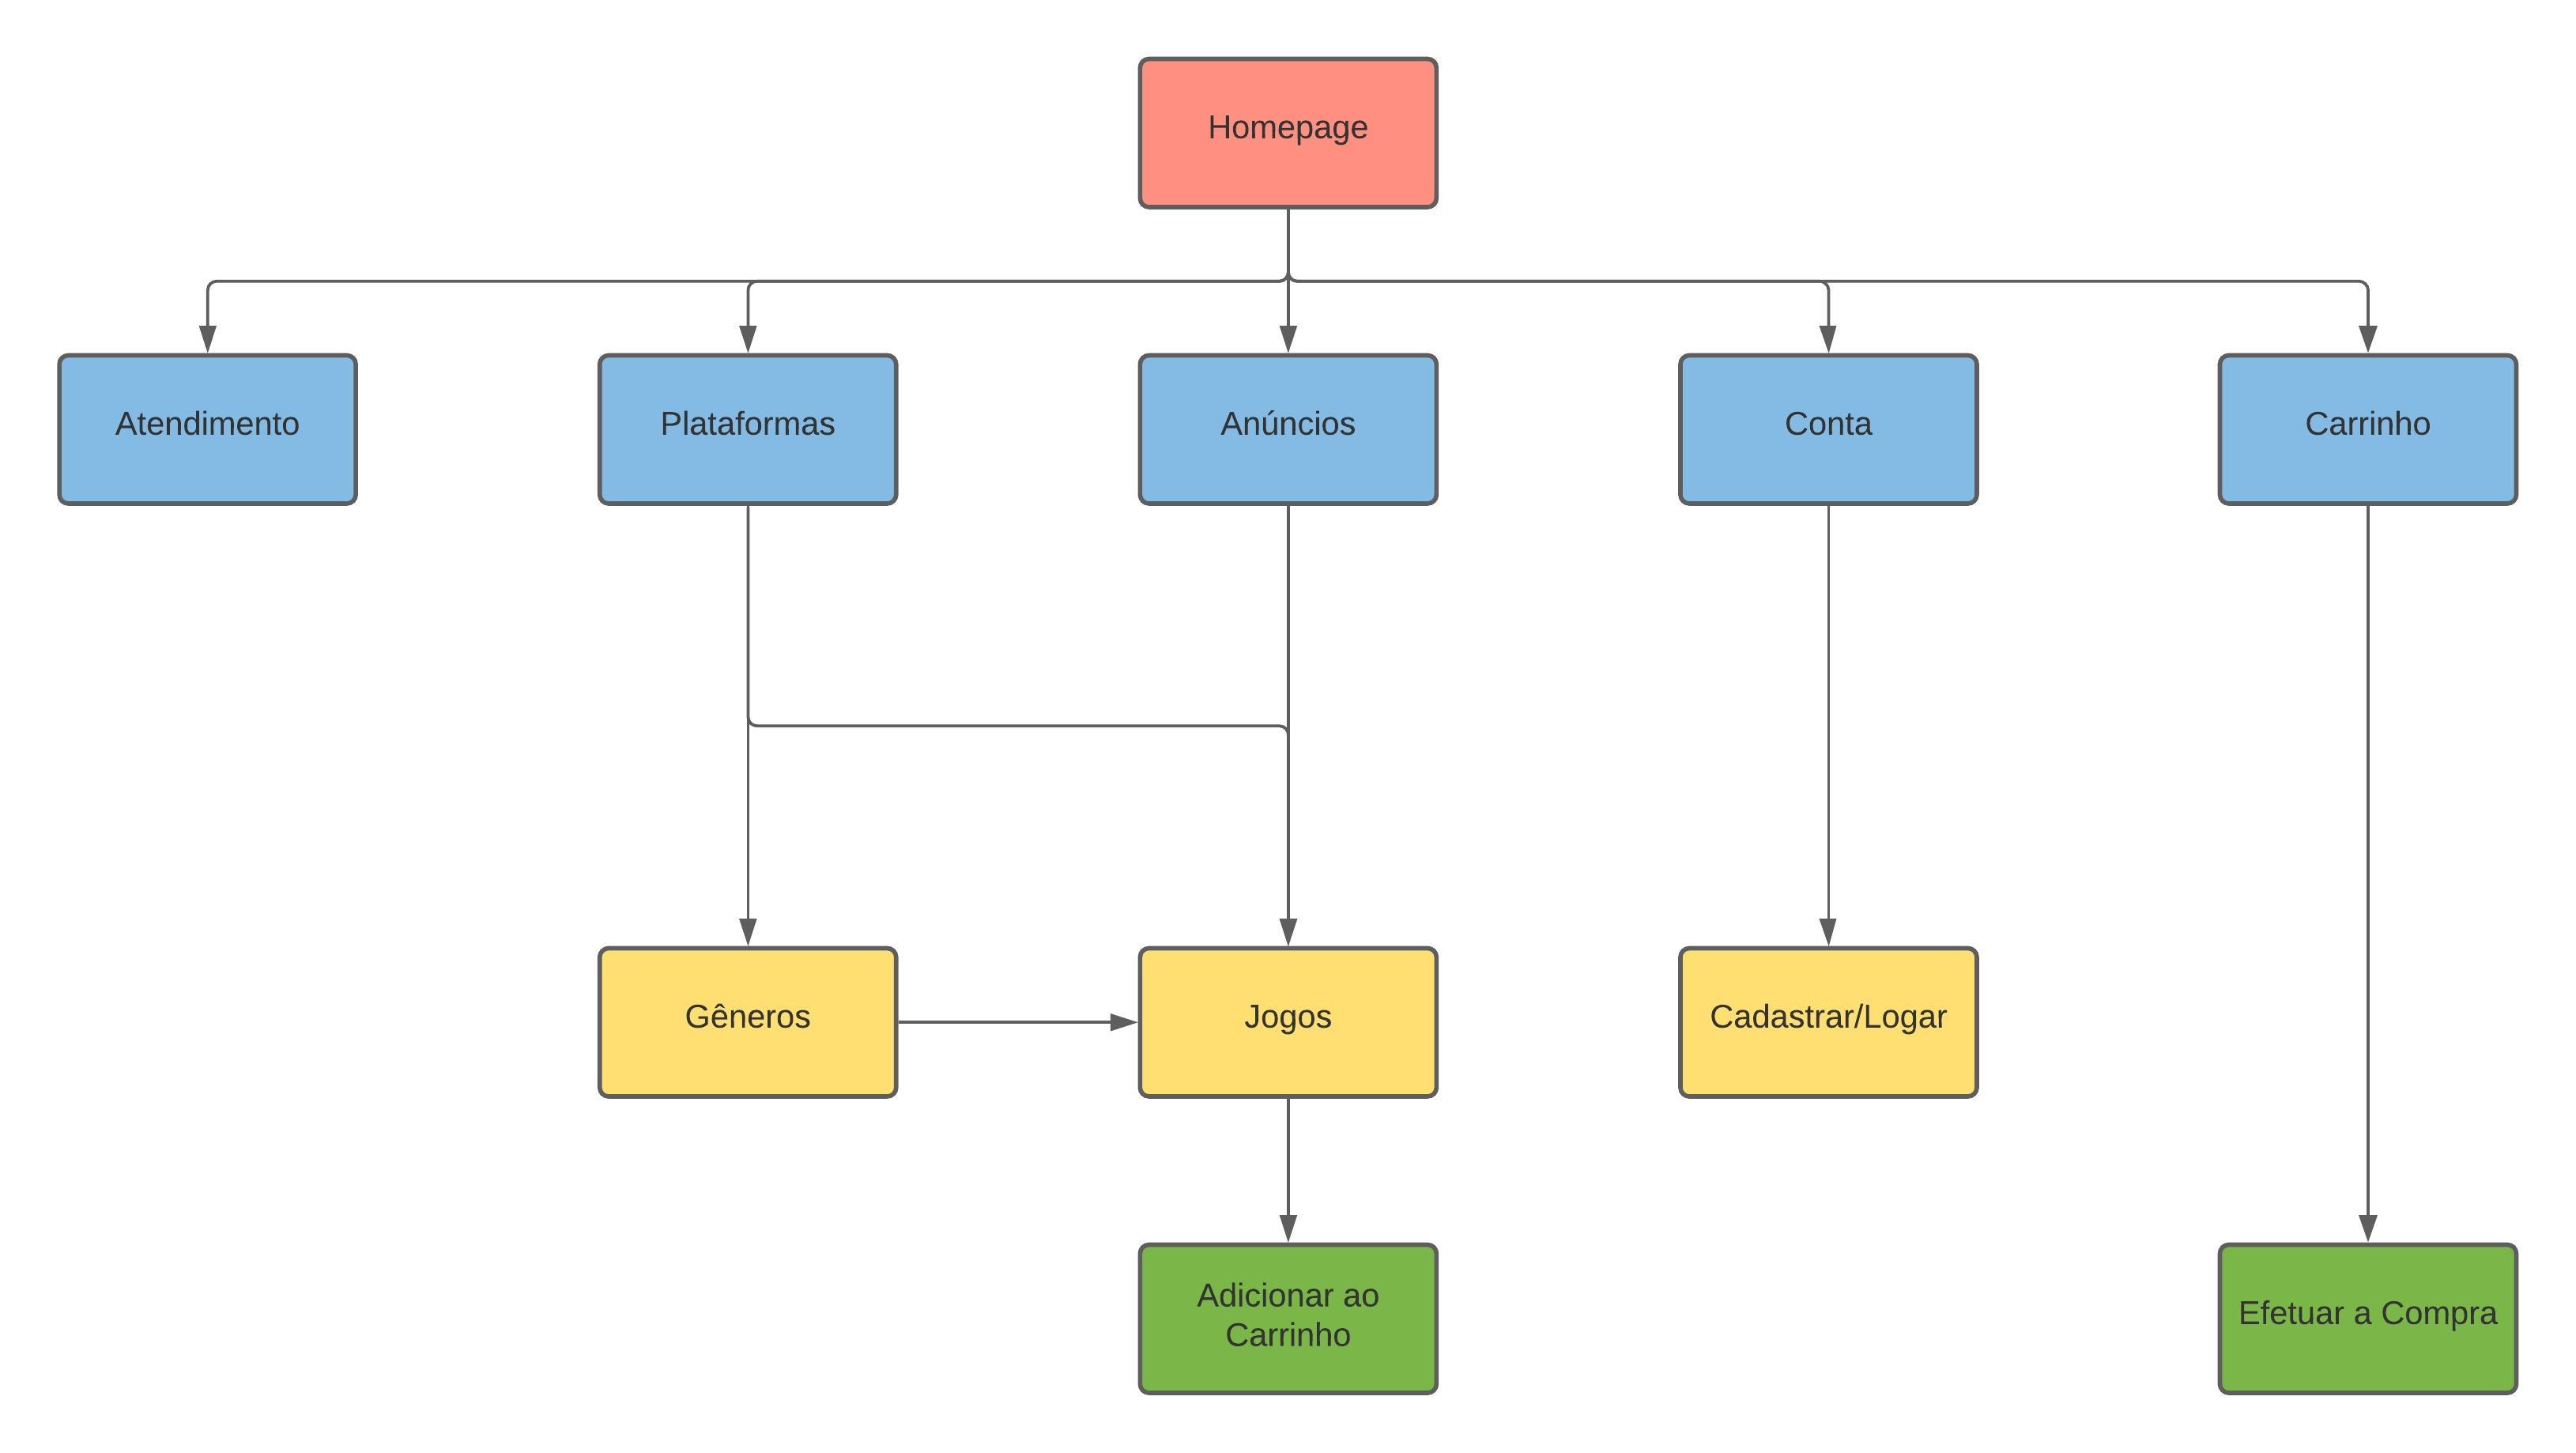 Homepage
Atendimento
Plataformas
Anúncios
Conta
Carrinho
Gêneros
Jogos
Cadastrar/Logar
Adicionar ao
Carrinho
Efetuar a Compra